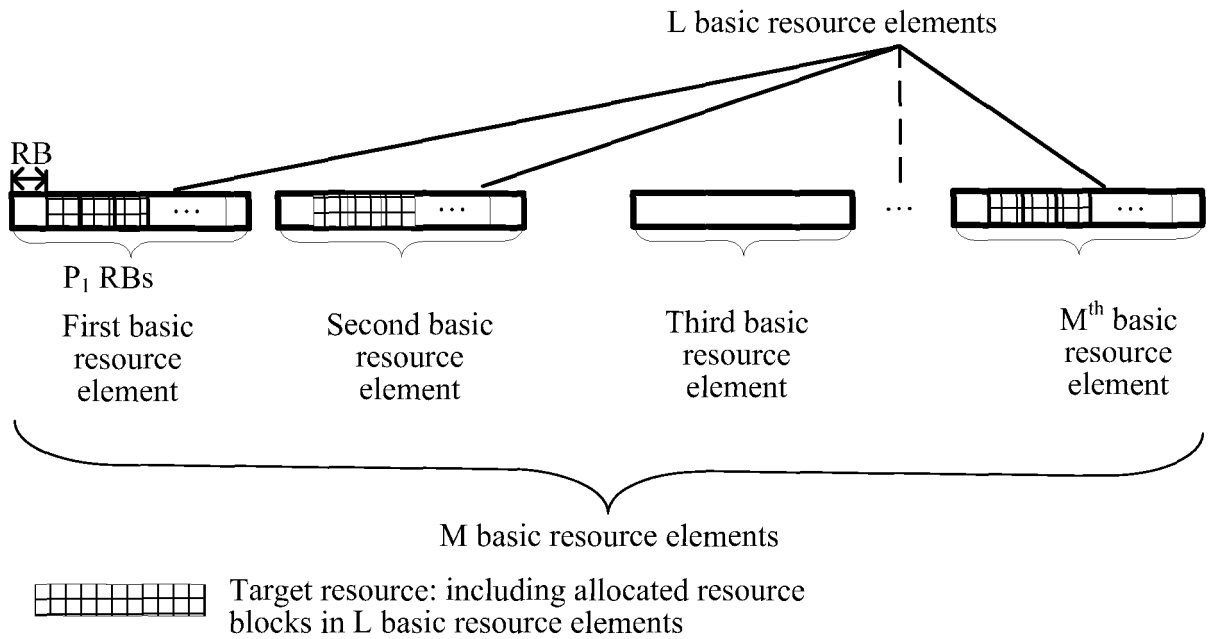 L basic resource elements
RB
... ... ... ...
P₁ RBs
First basic
resource
element
Second basic
resource
element
Third basic
resource
element
Mᵗʰ basic
resource
element
M basic resource elements
Target resource: including allocated resource
blocks in L basic resource elements